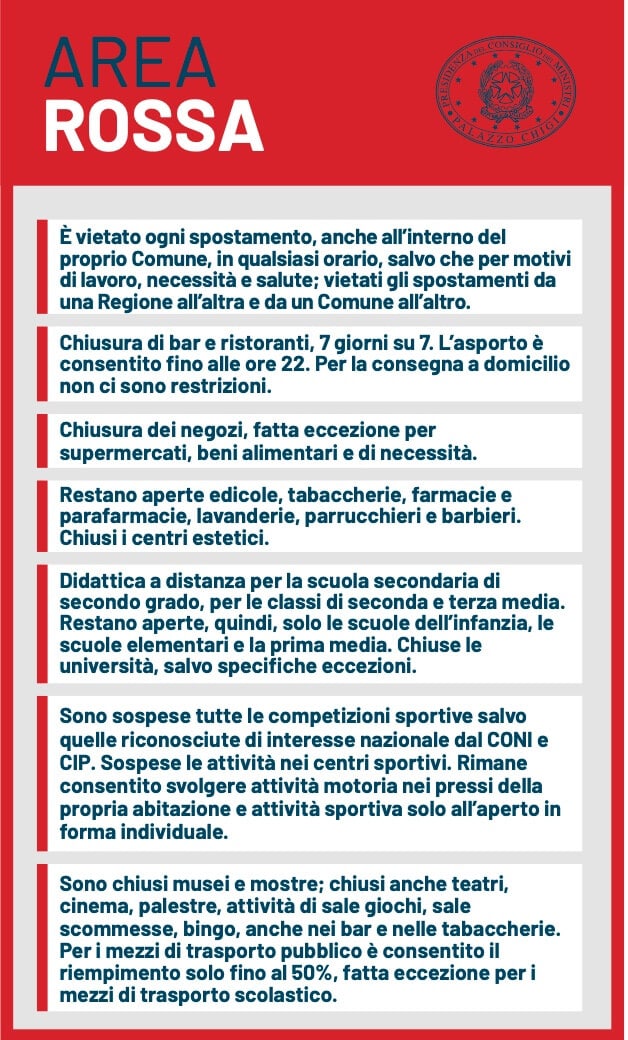 AREA
ROSSA
PRESIDENZA DEL CONSIGLIO DEI MINISTRI
PALAZZO CHIGI
È vietato ogni spostamento, anche all’interno del
proprio Comune, in qualsiasi orario, salvo che per motivi
di lavoro, necessità e salute; vietati gli spostamenti da
una Regione all’altra e da un Comune all’altro.
Chiusura di bar e ristoranti, 7 giorni su 7. L’asporto è
consentito fino alle ore 22. Per la consegna a domicilio
non ci sono restrizioni.
Chiusura dei negozi, fatta eccezione per
supermercati, beni alimentari e di necessità.
Restano aperte edicole, tabaccherie, farmacie e
parafarmacie, lavanderie, parrucchieri e barbieri.
Chiusi i centri estetici.
Didattica a distanza per la scuola secondaria di
secondo grado, per le classi di seconda e terza media.
Restano aperte, quindi, solo le scuole dell’infanzia, le
scuole elementari e la prima media. Chiuse le
università, salvo specifiche eccezioni.
Sono sospese tutte le competizioni sportive salvo
quelle riconosciute di interesse nazionale dal CONI e
CIP. Sospese le attività nei centri sportivi. Rimane
consentito svolgere attività motoria nei pressi della
propria abitazione e attività sportiva solo all’aperto in
forma individuale.
Sono chiusi musei e mostre; chiusi anche teatri,
cinema, palestre, attività di sale giochi, sale
scommesse, bingo, anche nei bar e nelle tabaccherie.
Per i mezzi di trasporto pubblico è consentito il
riempimento solo fino al 50%, fatta eccezione per i
mezzi di trasporto scolastico.